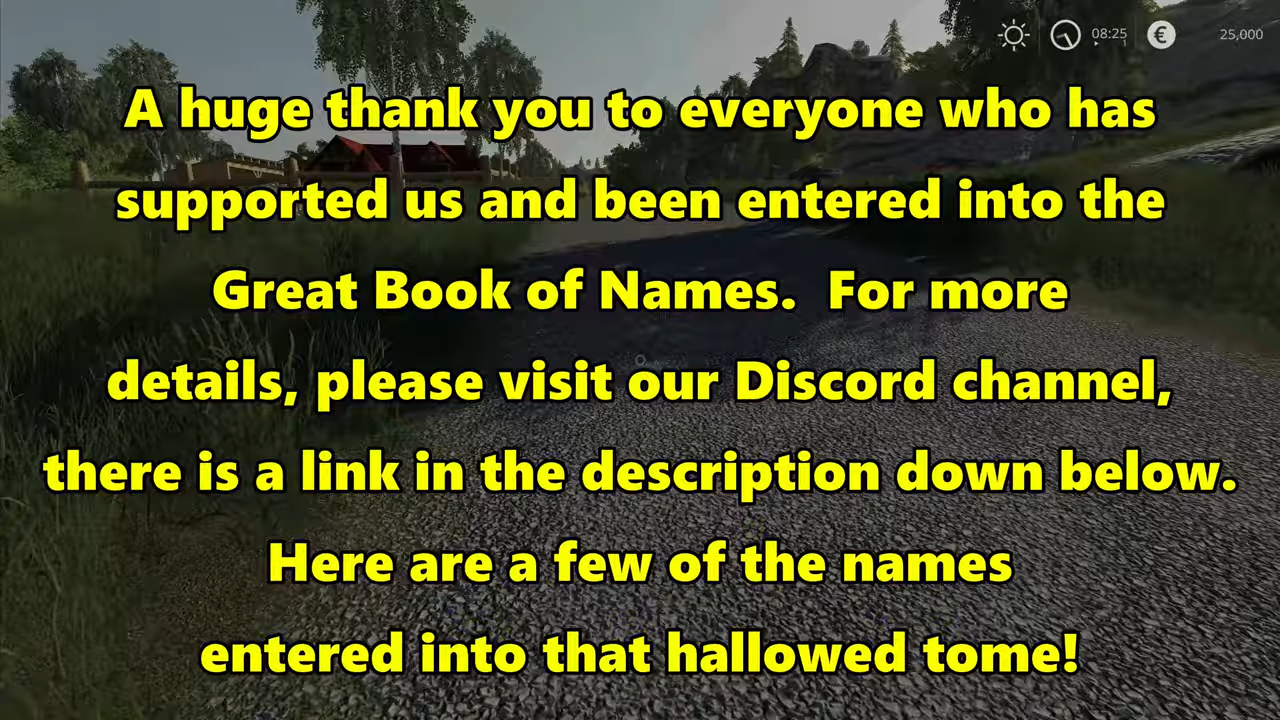 08:25
25,000
A huge thank you to everyone who has
supported us and been entered into the
Great Book of Names.  For more
details, please visit our Discord channel,
there is a link in the description down below.
Here are a few of the names
entered into that hallowed tome!